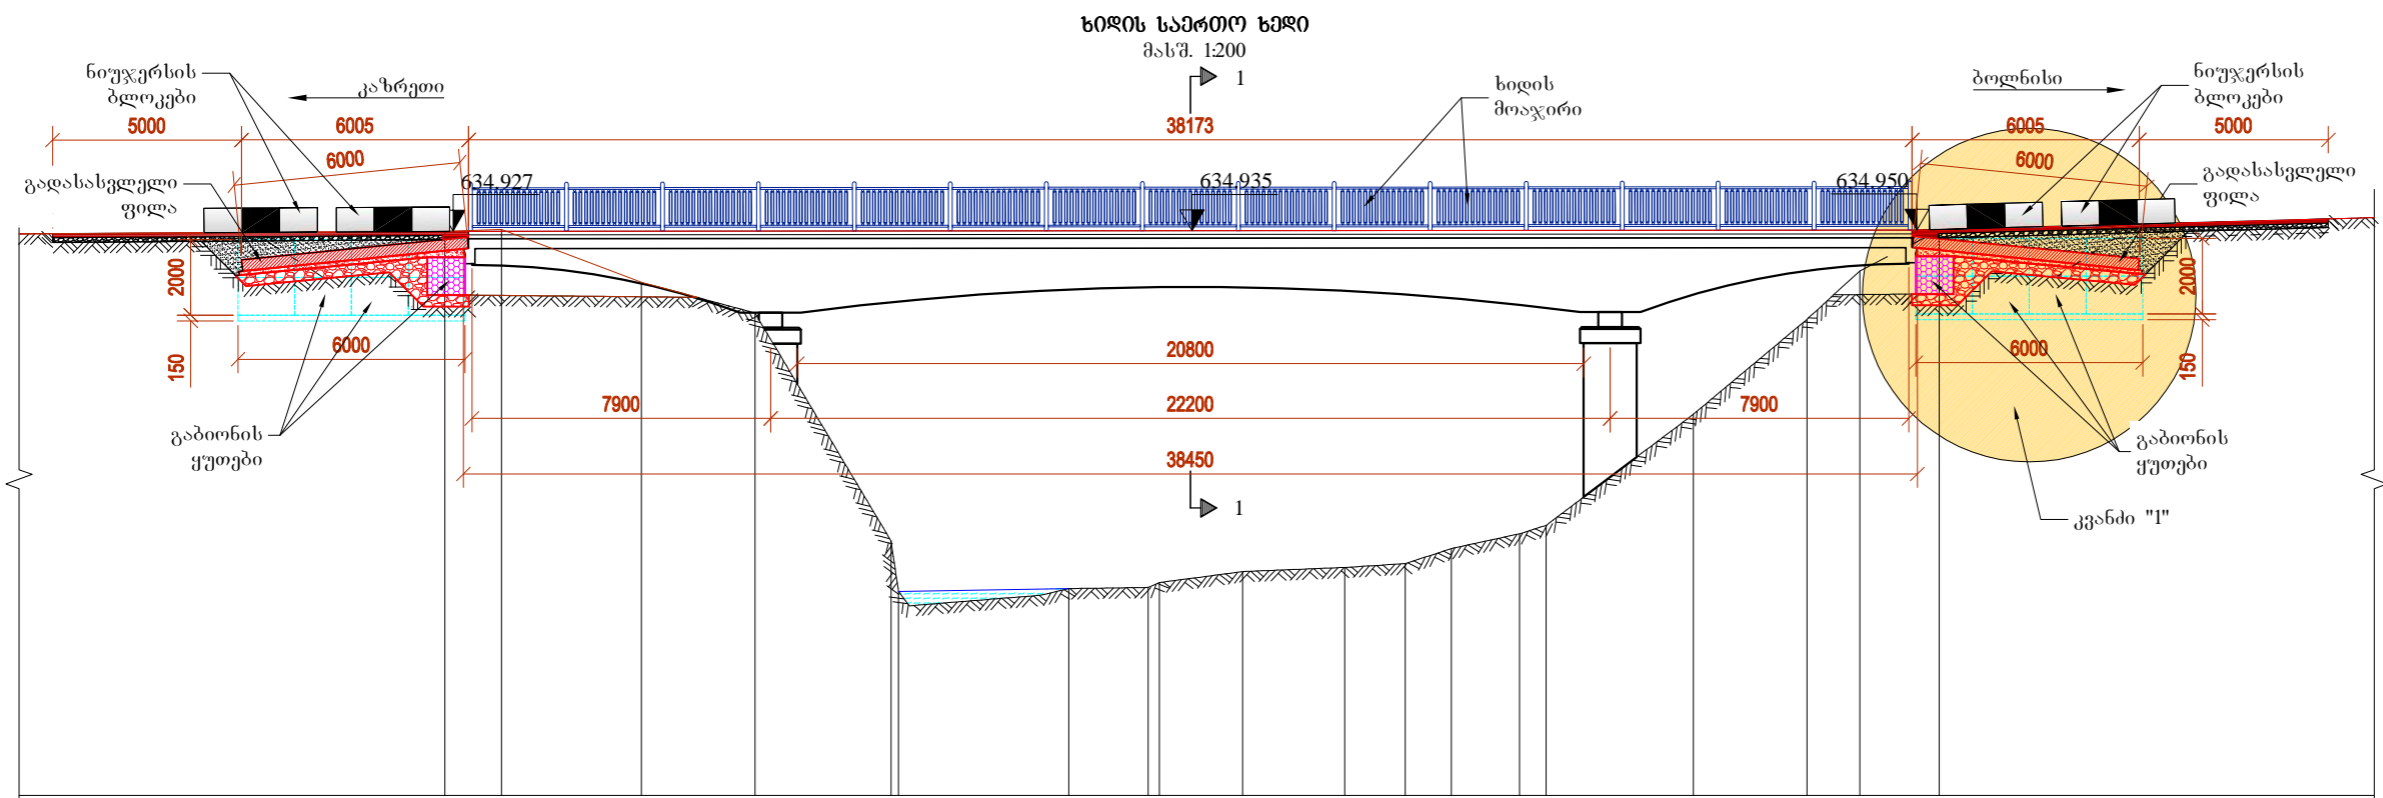 ხიდის საერთო ხედი
მასშ. 1:200
1
ნიუჯერსის
ბლოკები
კაზრეთი
ხიდის
მოაჯირი
ბოლნისი
ნიუჯერსის
ბლოკები
5000
6005
38173
6005
5000
6000
6000
გადასასვლელი
ფილა
634.927
634.935
634.950
გადასასვლელი
ფილა
2000
2000
150
6000
20800
6000
150
7900
22200
7900
გაბიონის
ყუთები
გაბიონის
ყუთები
38450
1
კვანძი "1"